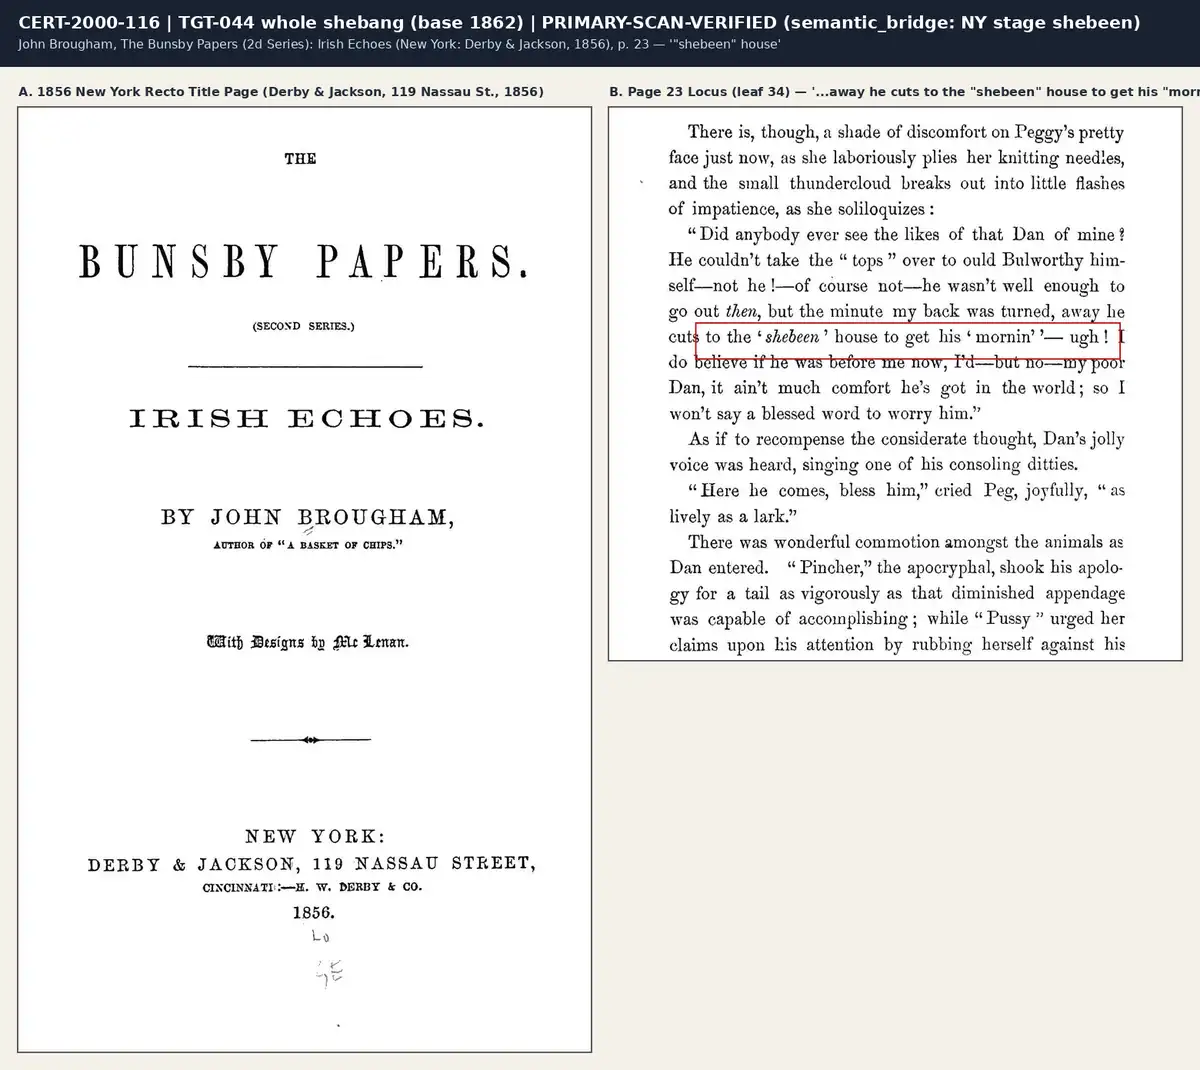 CERT-2000-116 | TGT-044 whole shebang (base 1862) | PRIMARY-SCAN-VERIFIED (semantic_bridge: NY stage shebeen)
John Brougham, The Bunsby Papers (2d Series): Irish Echoes (New York: Derby & Jackson, 1856), p. 23 — '"shebeen" house'
A. 1856 New York Recto Title Page (Derby & Jackson, 119 Nassau St., 1856)
THE
BUNSBY PAPERS.
(SECOND SERIES.)
IRISH ECHOES.
BY JOHN BROUGHAM,
AUTHOR OF "A BASKET OF CHIPS."
With Designs by Mc Lenan.
NEW YORK:
DERBY & JACKSON, 119 NASSAU STREET,
CINCINNATI:—H. W. DERBY & CO.
1856.
B. Page 23 Locus (leaf 34) — '...away he cuts to the "shebeen" house to get his "morn
There is, though, a shade of discomfort on Peggy's pretty
face just now, as she laboriously plies her knitting needles,
and the small thundercloud breaks out into little flashes
of impatience, as she soliloquizes:
"Did anybody ever see the likes of that Dan of mine?
He couldn't take the "tops" over to ould Bulworthy him-
self—not he!—of course not—he wasn't well enough to
go out then, but the minute my back was turned, away he
cuts to the 'shebeen' house to get his 'mornin''—ugh! I
do believe if he was before me now, I'd—but no—my poor
Dan, it ain't much comfort he's got in the world; so I
won't say a blessed word to worry him."
As if to recompense the considerate thought, Dan's jolly
voice was heard, singing one of his consoling ditties.
"Here he comes, bless him," cried Peg, joyfully, "as
lively as a lark."
There was wonderful commotion amongst the animals as
Dan entered. "Pincher," the apocryphal, shook his apolo-
gy for a tail as vigorously as that diminished appendage
was capable of accomplishing; while "Pussy" urged her
claims upon his attention by rubbing herself against his